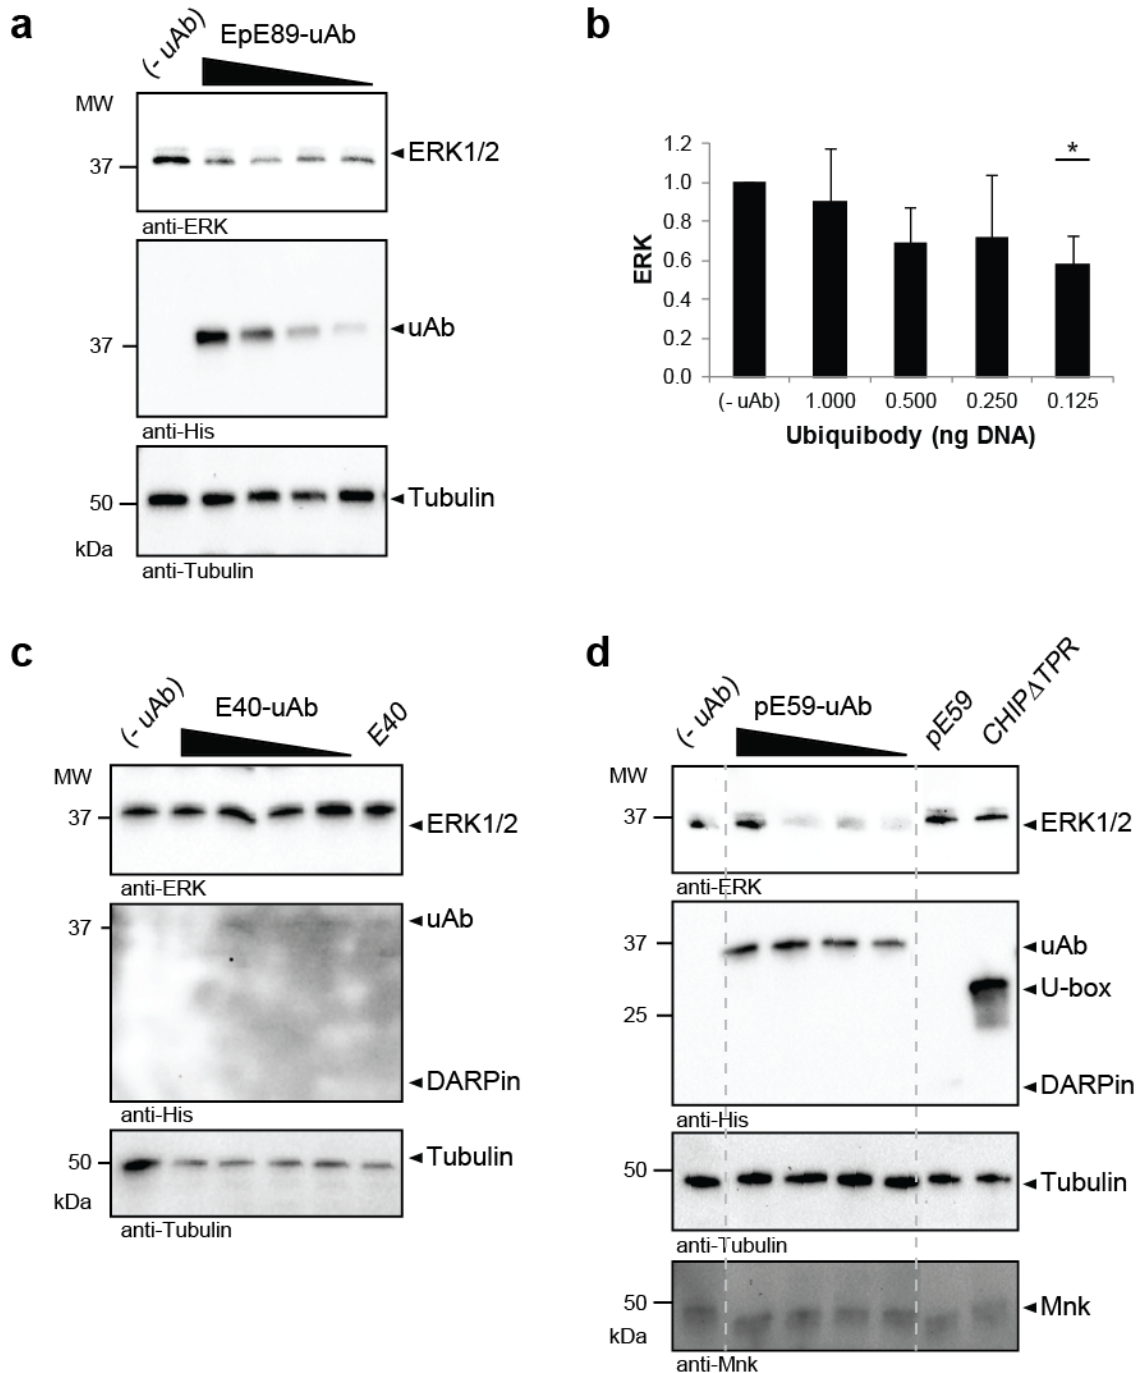 a
(- uAb)
EpE89-uAb
MW
37
ERK1/2
anti-ERK
37
uAb
anti-His
50
Tubulin
kDa
anti-Tubulin
b
ERK
1.2
1.0
0.8
0.6
0.4
0.2
0.0
*
(- uAb) 1.000 0.500 0.250 0.125
Ubiquibody (ng DNA)
c
(- uAb)
E40-uAb
E40
MW
37
ERK1/2
anti-ERK
37
uAb
DARPin
anti-His
50
Tubulin
kDa
anti-Tubulin
d
(- uAb)
pE59-uAb
pE59
CHIPΔTPR
MW
37
ERK1/2
anti-ERK
37
uAb
U-box
25
DARPin
anti-His
50
Tubulin
anti-Tubulin
50
Mnk
kDa
anti-Mnk